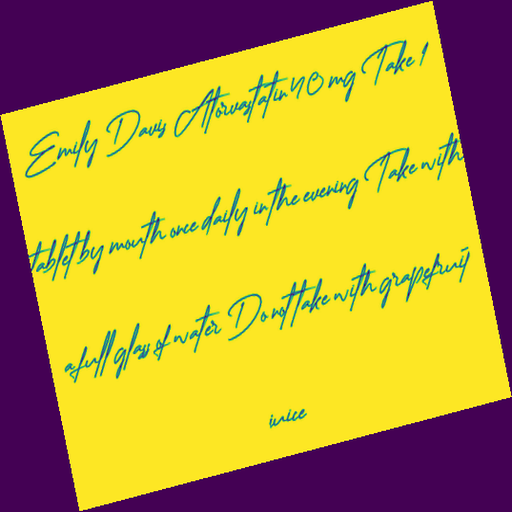 Emily Davis Atorvastatin 40 mg Take 1
tablet by mouth once daily in the evening Take with
a full glass of water Do not take with grapefruit
juice